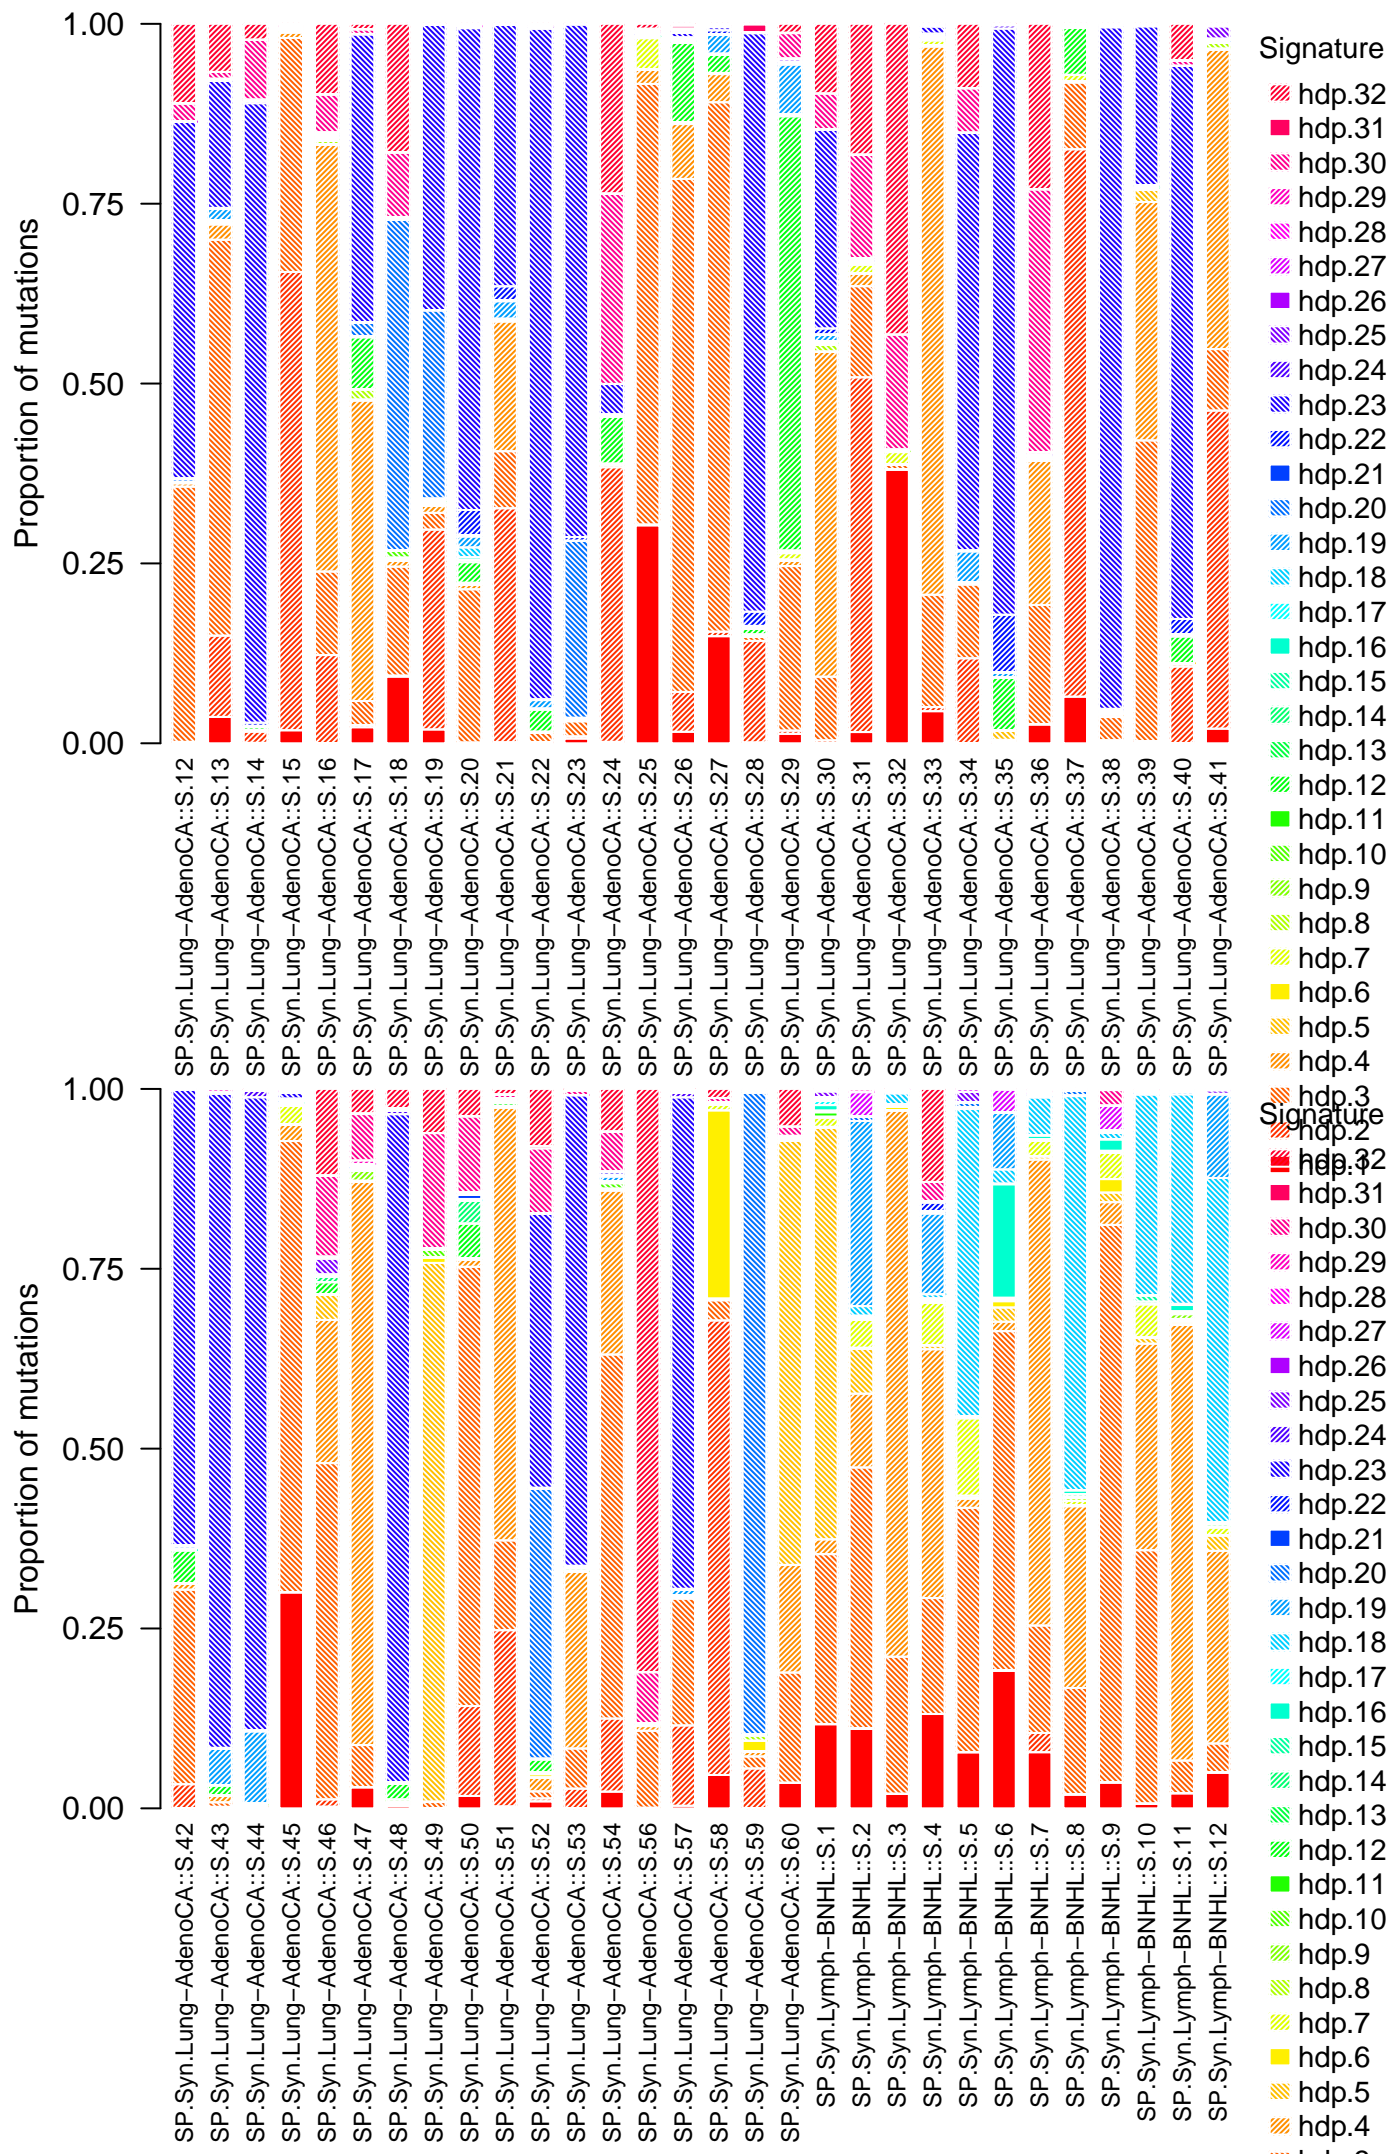 Proportion of mutations
1.00
0.75
0.50
0.25
0.00
SP.Syn.Lung−AdenoCA::S.12
SP.Syn.Lung−AdenoCA::S.13
SP.Syn.Lung−AdenoCA::S.14
SP.Syn.Lung−AdenoCA::S.15
SP.Syn.Lung−AdenoCA::S.16
SP.Syn.Lung−AdenoCA::S.17
SP.Syn.Lung−AdenoCA::S.18
SP.Syn.Lung−AdenoCA::S.19
SP.Syn.Lung−AdenoCA::S.20
SP.Syn.Lung−AdenoCA::S.21
SP.Syn.Lung−AdenoCA::S.22
SP.Syn.Lung−AdenoCA::S.23
SP.Syn.Lung−AdenoCA::S.24
SP.Syn.Lung−AdenoCA::S.25
SP.Syn.Lung−AdenoCA::S.26
SP.Syn.Lung−AdenoCA::S.27
SP.Syn.Lung−AdenoCA::S.28
SP.Syn.Lung−AdenoCA::S.29
SP.Syn.Lung−AdenoCA::S.30
SP.Syn.Lung−AdenoCA::S.31
SP.Syn.Lung−AdenoCA::S.32
SP.Syn.Lung−AdenoCA::S.33
SP.Syn.Lung−AdenoCA::S.34
SP.Syn.Lung−AdenoCA::S.35
SP.Syn.Lung−AdenoCA::S.36
SP.Syn.Lung−AdenoCA::S.37
SP.Syn.Lung−AdenoCA::S.38
SP.Syn.Lung−AdenoCA::S.39
SP.Syn.Lung−AdenoCA::S.40
SP.Syn.Lung−AdenoCA::S.41
Signature
hdp.32
hdp.31
hdp.30
hdp.29
hdp.28
hdp.27
hdp.26
hdp.25
hdp.24
hdp.23
hdp.22
hdp.21
hdp.20
hdp.19
hdp.18
hdp.17
hdp.16
hdp.15
hdp.14
hdp.13
hdp.12
hdp.11
hdp.10
hdp.9
hdp.8
hdp.7
hdp.6
hdp.5
hdp.4
hdp.3
hdp.2
hdp.1
Proportion of mutations
1.00
0.75
0.50
0.25
0.00
SP.Syn.Lung−AdenoCA::S.42
SP.Syn.Lung−AdenoCA::S.43
SP.Syn.Lung−AdenoCA::S.44
SP.Syn.Lung−AdenoCA::S.45
SP.Syn.Lung−AdenoCA::S.46
SP.Syn.Lung−AdenoCA::S.47
SP.Syn.Lung−AdenoCA::S.48
SP.Syn.Lung−AdenoCA::S.49
SP.Syn.Lung−AdenoCA::S.50
SP.Syn.Lung−AdenoCA::S.51
SP.Syn.Lung−AdenoCA::S.52
SP.Syn.Lung−AdenoCA::S.53
SP.Syn.Lung−AdenoCA::S.54
SP.Syn.Lung−AdenoCA::S.56
SP.Syn.Lung−AdenoCA::S.57
SP.Syn.Lung−AdenoCA::S.58
SP.Syn.Lung−AdenoCA::S.59
SP.Syn.Lung−AdenoCA::S.60
SP.Syn.Lymph−BNHL::S.1
SP.Syn.Lymph−BNHL::S.2
SP.Syn.Lymph−BNHL::S.3
SP.Syn.Lymph−BNHL::S.4
SP.Syn.Lymph−BNHL::S.5
SP.Syn.Lymph−BNHL::S.6
SP.Syn.Lymph−BNHL::S.7
SP.Syn.Lymph−BNHL::S.8
SP.Syn.Lymph−BNHL::S.9
SP.Syn.Lymph−BNHL::S.10
SP.Syn.Lymph−BNHL::S.11
SP.Syn.Lymph−BNHL::S.12
Signature
hdp.32
hdp.31
hdp.30
hdp.29
hdp.28
hdp.27
hdp.26
hdp.25
hdp.24
hdp.23
hdp.22
hdp.21
hdp.20
hdp.19
hdp.18
hdp.17
hdp.16
hdp.15
hdp.14
hdp.13
hdp.12
hdp.11
hdp.10
hdp.9
hdp.8
hdp.7
hdp.6
hdp.5
hdp.4